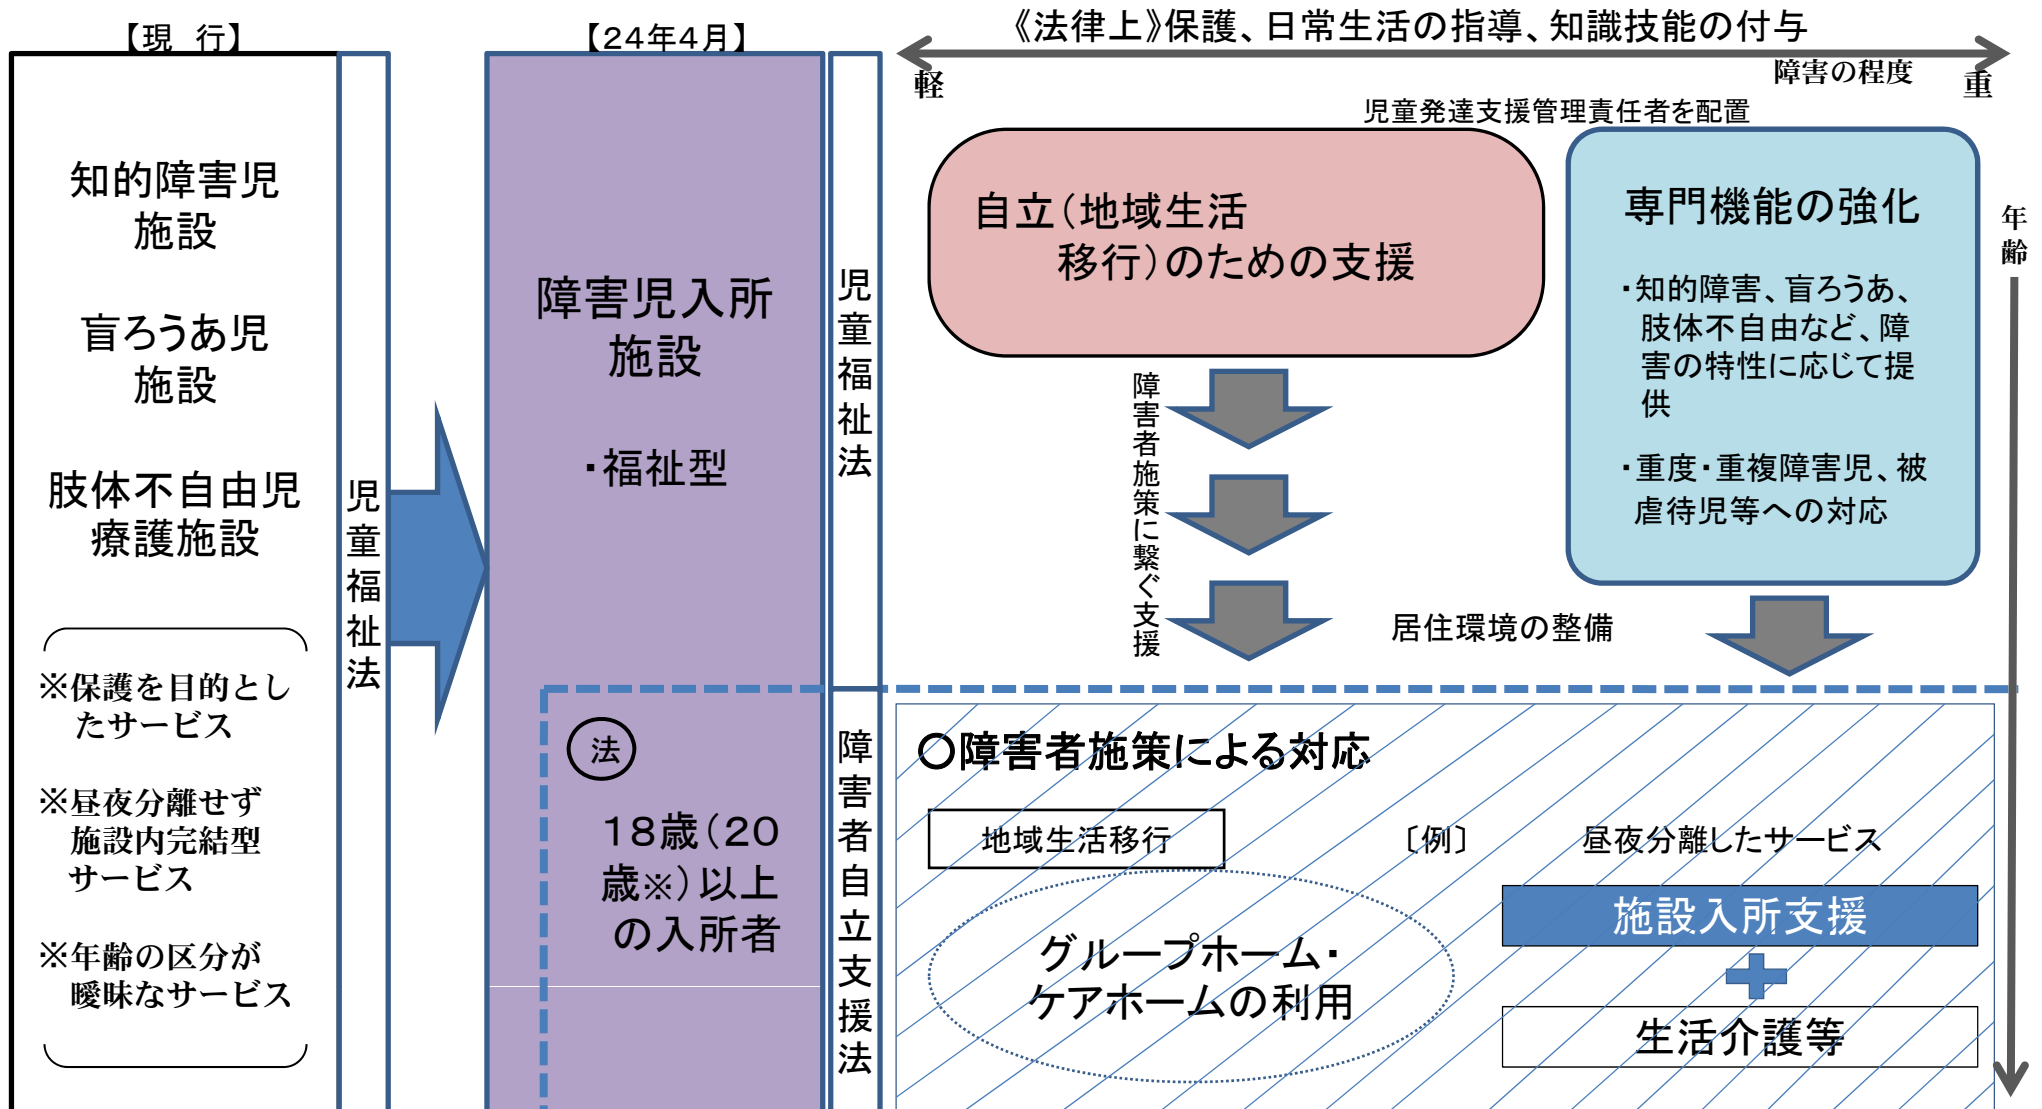 【現　行】
知的障害児
施設
盲ろうあ児
施設
肢体不自由児
療護施設
※保護を目的とし
たサービス
※昼夜分離せず
施設内完結型
サービス
※年齢の区分が
曖昧なサービス
児童福祉法
【24年4月】
障害児入所
施設
・福祉型
法
18歳（20
歳※）以上
の入所者
児童福祉法
障害者自立支援法
《法律上》保護、日常生活の指導、知識技能の付与
軽
障害の程度
重
児童発達支援管理責任者を配置
自立（地域生活
移行）のための支援
専門機能の強化
・知的障害、盲ろうあ、
肢体不自由など、障
害の特性に応じて提
供
・重度・重複障害児、被
虐待児等への対応
年齢
障害者施策に繋ぐ支援
居住環境の整備
○障害者施策による対応
地域生活移行
〔例〕
昼夜分離したサービス
グループホーム・
ケアホームの利用
施設入所支援
生活介護等